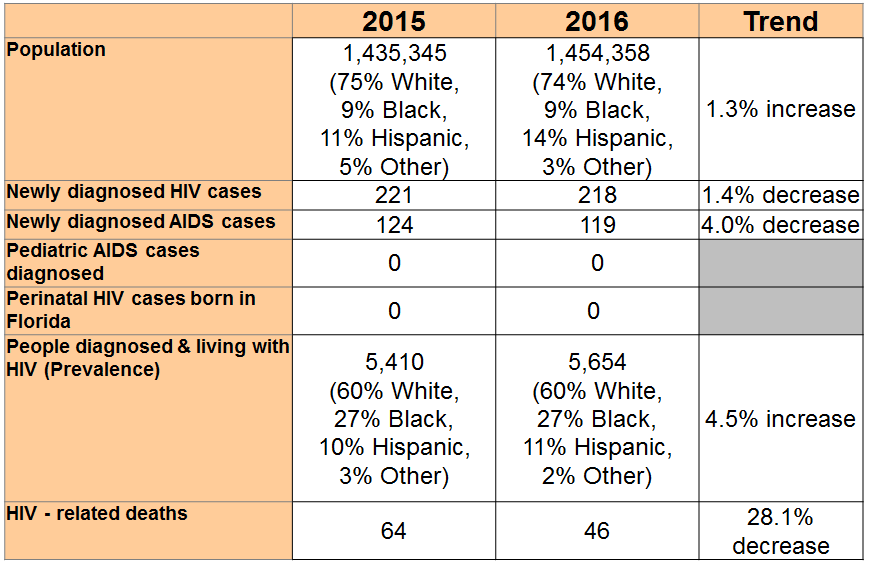 2015 2016 Trend
Population
1,435,345
(75% White,
9% Black,
11% Hispanic,
5% Other)
1,454,358
(74% White,
9% Black,
14% Hispanic,
3% Other)
1.3% increase
Newly diagnosed HIV cases 221 218 1.4% decrease
Newly diagnosed AIDS cases 124 119 4.0% decrease
Pediatric AIDS cases
diagnosed
0 0
Perinatal HIV cases born in
Florida
0 0
People diagnosed & living with
HIV (Prevalence)
5,410
(60% White,
27% Black,
10% Hispanic,
3% Other)
5,654
(60% White,
27% Black,
11% Hispanic,
2% Other)
4.5% increase
HIV - related deaths
64 46
28.1%
decrease